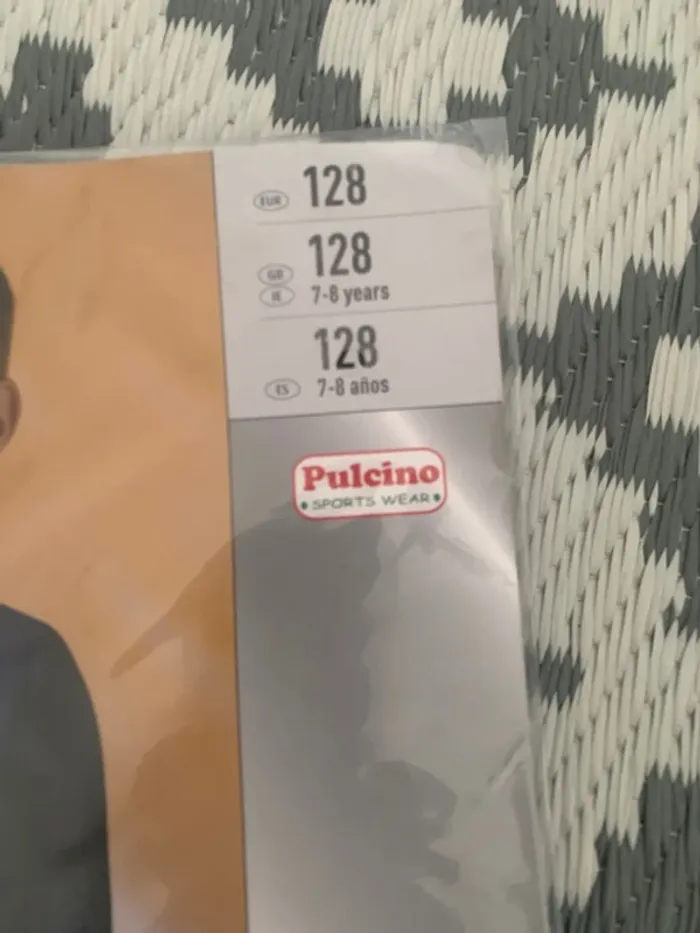 EUR 128
GB 128
IE 7-8 years
128
ES 7-8 años
Pulcino
SPORTS WEAR